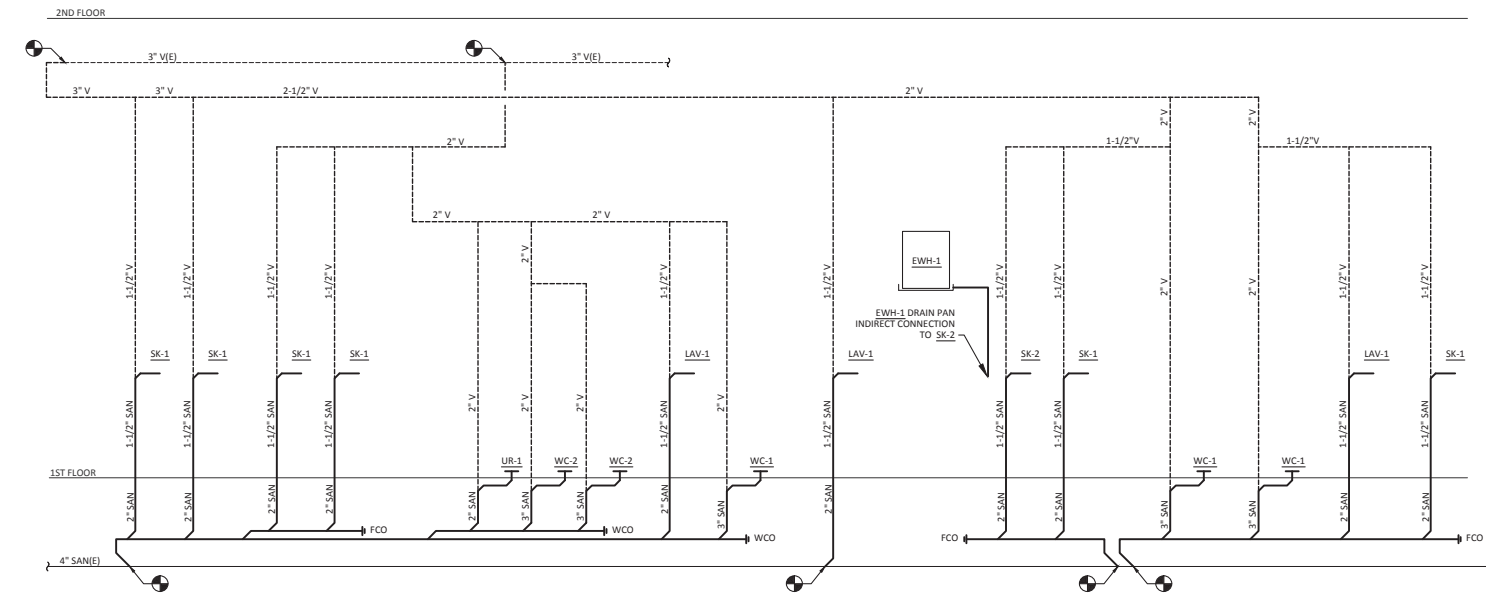 2ND FLOOR
3" V(E)
3" V(E)
3" V
3" V
2-1/2" V
2" V
2" V
2" V
2" V
1-1/2"V
1-1/2"V
2" V
2" V
2" V
1-1/2" V
1-1/2" V
1-1/2" V
1-1/2" V
1-1/2" V
1-1/2" V
1-1/2" V
1-1/2" V
2" V
2" V
1-1/2" V
1-1/2" V
EWH-1
EWH-1 DRAIN PAN
INDIRECT CONNECTION
TO SK-2
SK-1
SK-1
SK-1
SK-1
LAV-1
LAV-1
SK-2
SK-1
LAV-1
SK-1
1-1/2" SAN
1-1/2" SAN
1-1/2" SAN
1-1/2" SAN
2" V
2" V
2" V
1-1/2" SAN
2" V
1-1/2" SAN
1-1/2" SAN
1-1/2" SAN
1-1/2" SAN
1-1/2" SAN
1ST FLOOR
UR-1
WC-2
WC-2
WC-1
WC-1
WC-1
2" SAN
2" SAN
2" SAN
2" SAN
2" SAN
3" SAN
3" SAN
2" SAN
3" SAN
2" SAN
2" SAN
2" SAN
3" SAN
3" SAN
2" SAN
2" SAN
FCO
WCO
WCO
FCO
FCO
4" SAN(E)